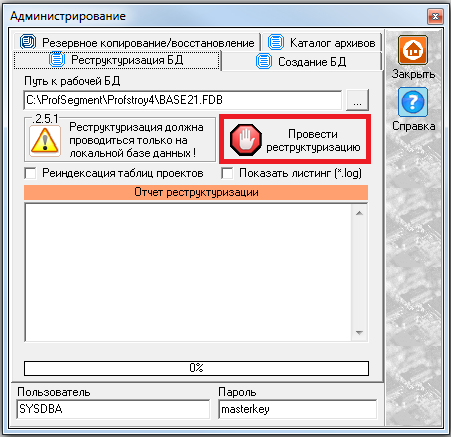 Администрирование
Резервное копирование/восстановление
Каталог архивов
Реструктуризация БД
Создание БД
Путь к рабочей БД
C:\ProfSegment\Profstroy4\BASE21.FDB
...
.2.5.1
Реструктуризация должна
проводиться только на
локальной базе данных !
Провести
реструктуризацию
Реиндексация таблиц проектов
Показать листинг (*.log)
Отчет реструктуризации
0%
Пользователь
Пароль
SYSDBA
masterkey
Закрыть
Справка